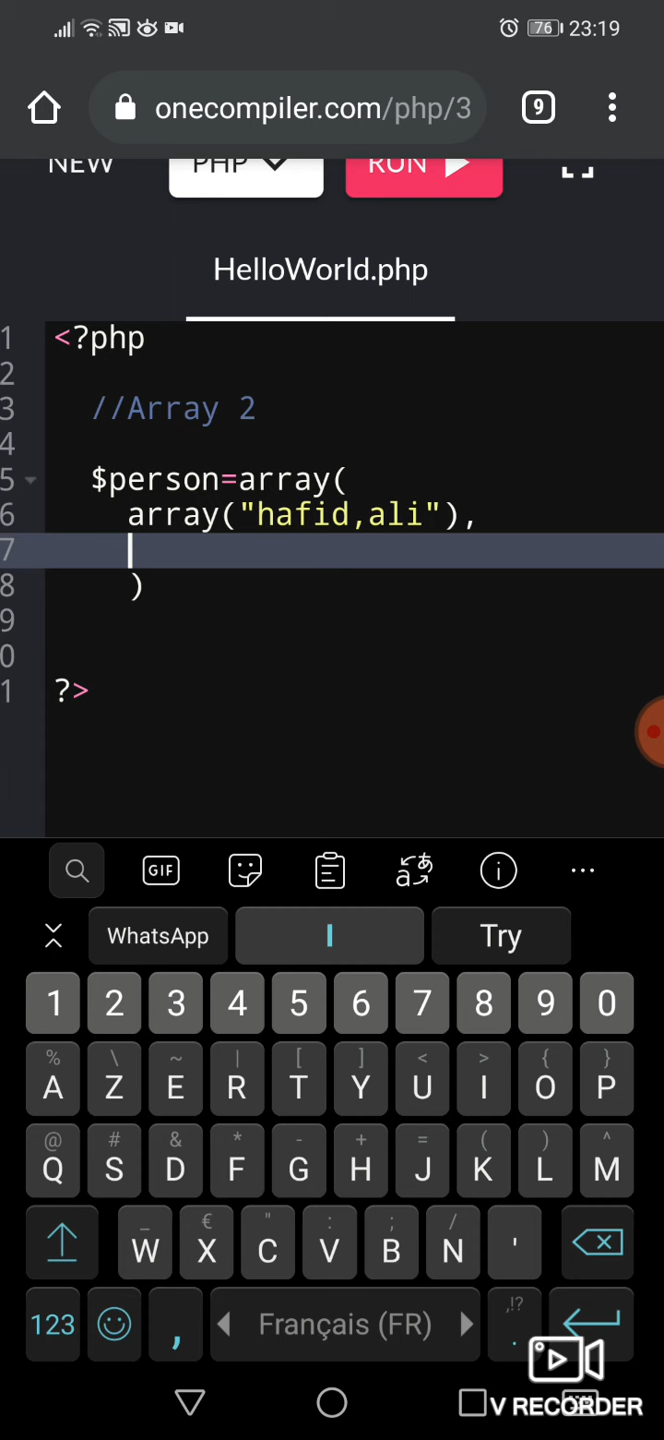 76 23:19
onecompiler.com/php/3
9
NEW PHP RUN
HelloWorld.php
1 <?php
2
3 //Array 2
4
5 $person=array(
6 array("hafid,ali"),
7
8 )
9
0
1 ?>
GIF
WhatsApp I Try
1 2 3 4 5 6 7 8 9 0
% \ ~ | [ ] < > { }
A Z E R T Y U I O P
@ # & * - + = ( ) ^
Q S D F G H J K L M
_ € " : ; /
W X C V B N '
,!?
123 , Français (FR) .
V RECORDER